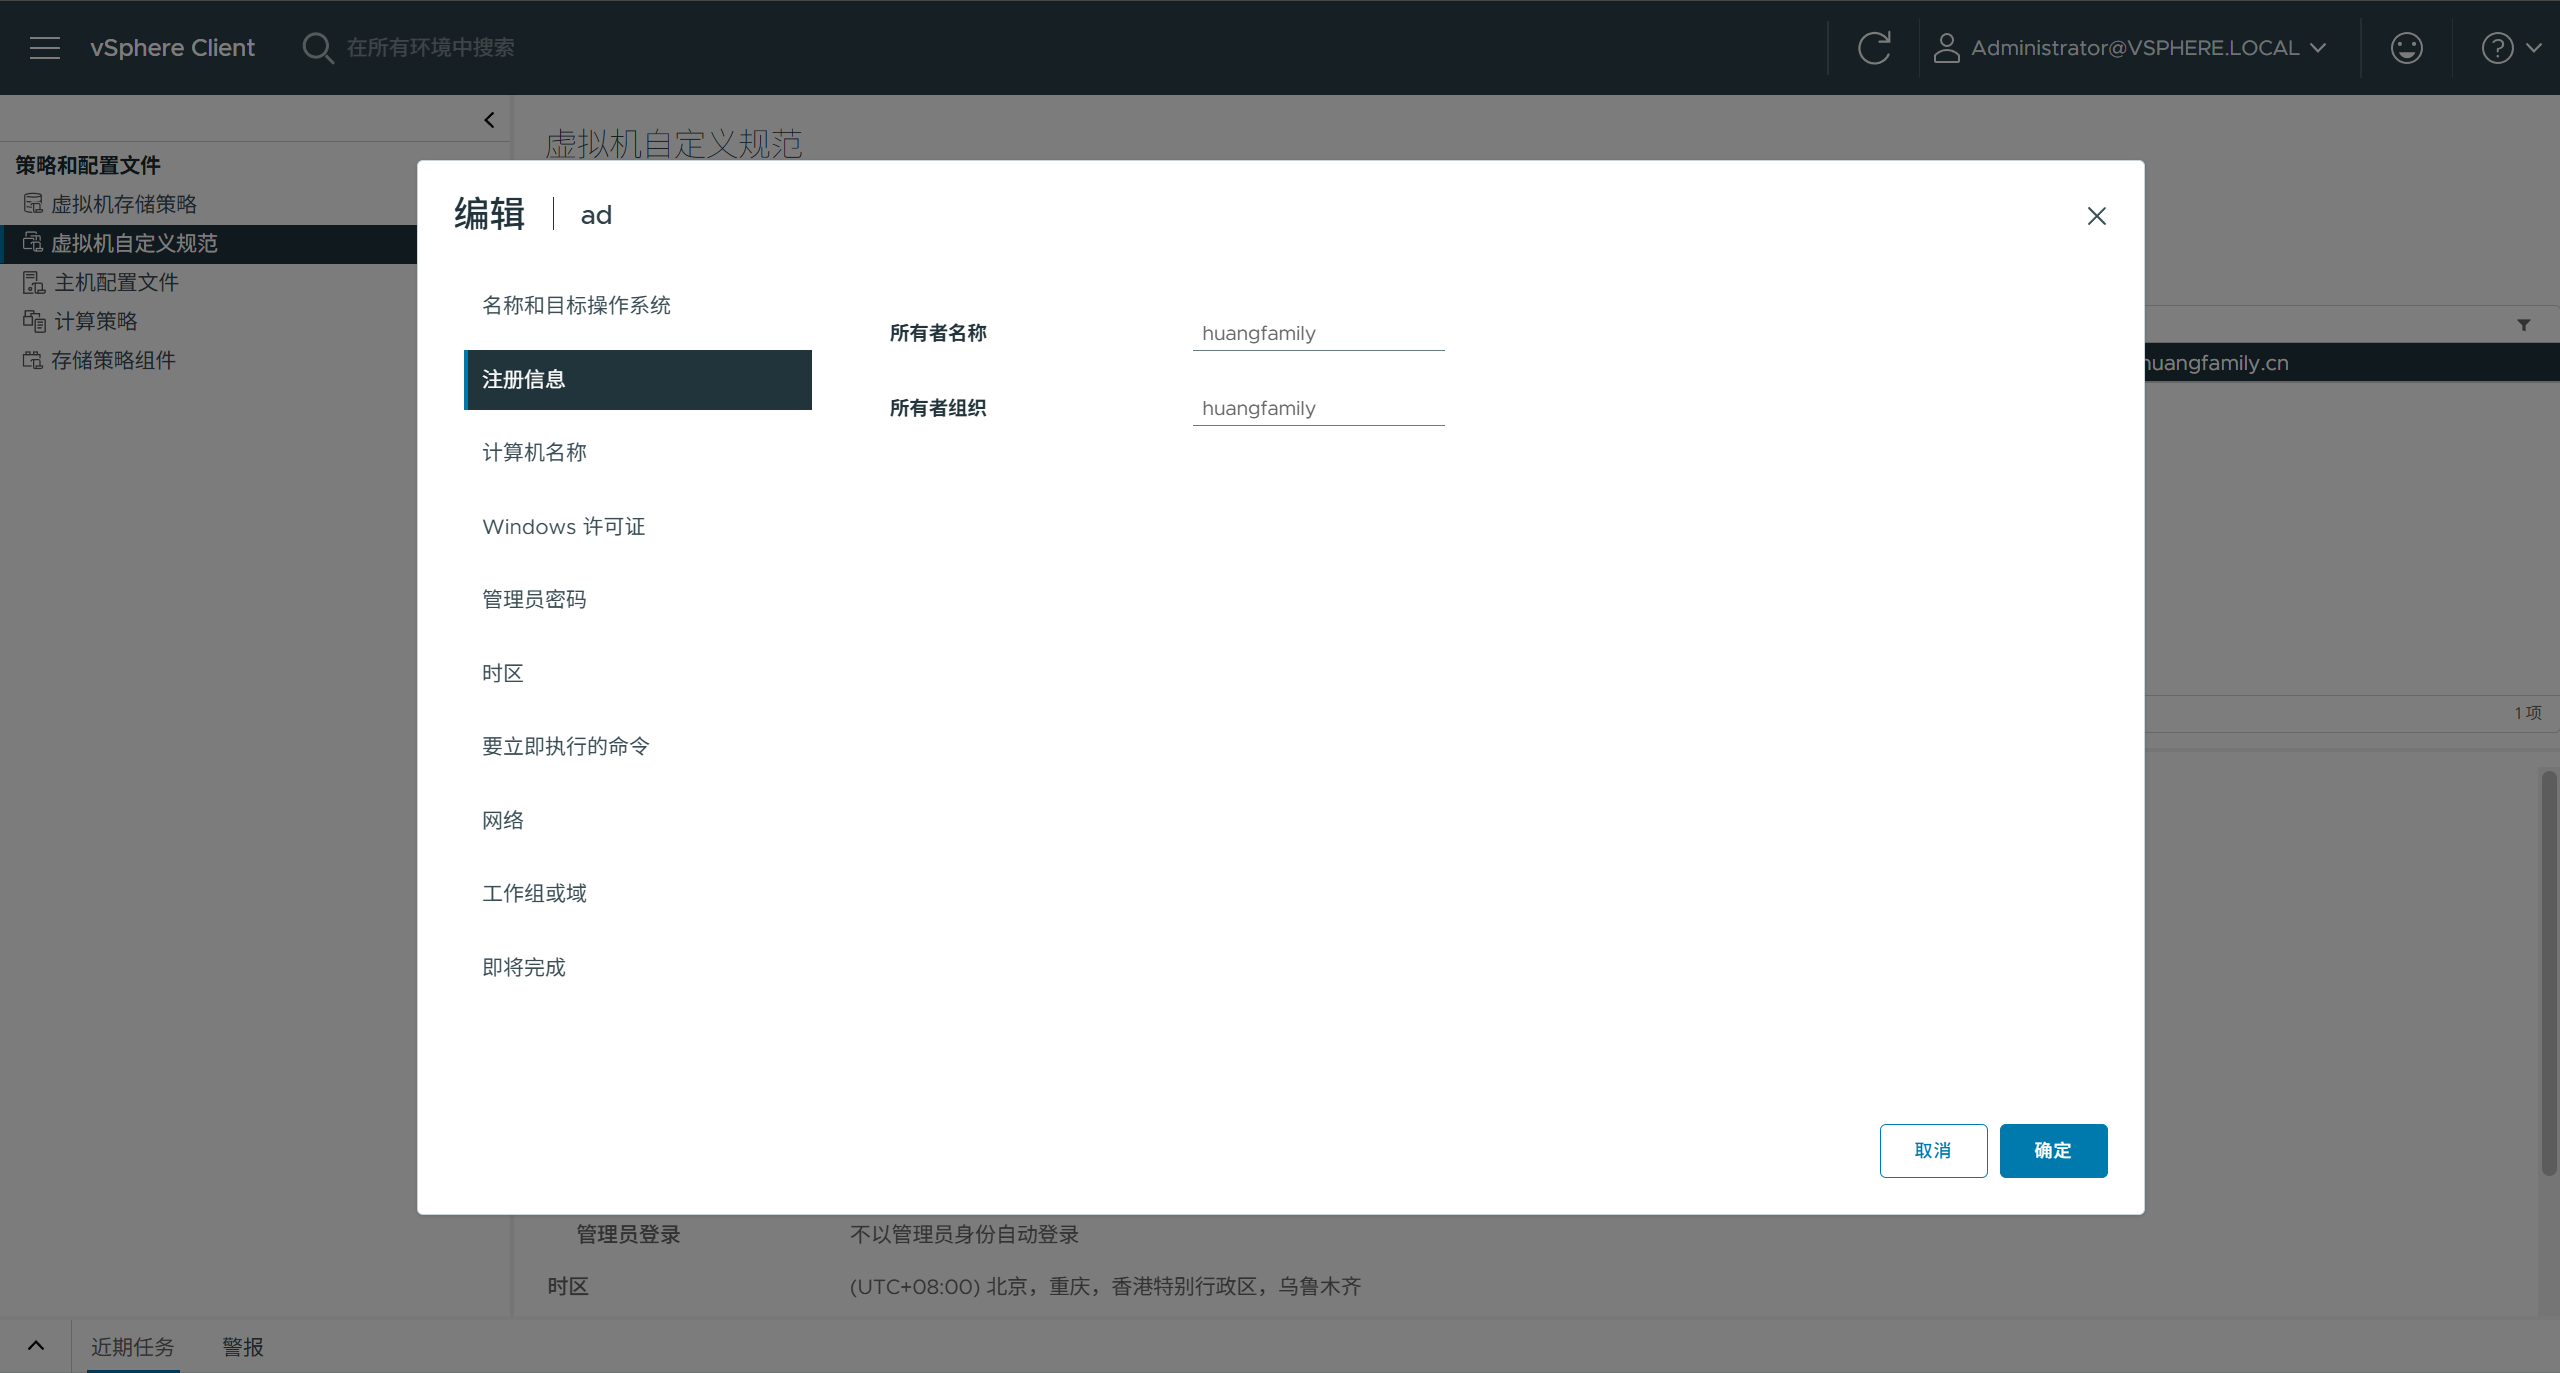 vSphere Client
在所有环境中搜索
Administrator@VSPHERE.LOCAL
策略和配置文件
虚拟机存储策略
虚拟机自定义规范
主机配置文件
计算策略
存储策略组件
虚拟机自定义规范
huangfamily.cn
1 项
编辑 ad
名称和目标操作系统
注册信息
计算机名称
Windows 许可证
管理员密码
时区
要立即执行的命令
网络
工作组或域
即将完成
所有者名称 huangfamily
所有者组织 huangfamily
取消 确定
管理员登录 不以管理员身份自动登录
时区 (UTC+08:00) 北京，重庆，香港特别行政区，乌鲁木齐
近期任务 警报